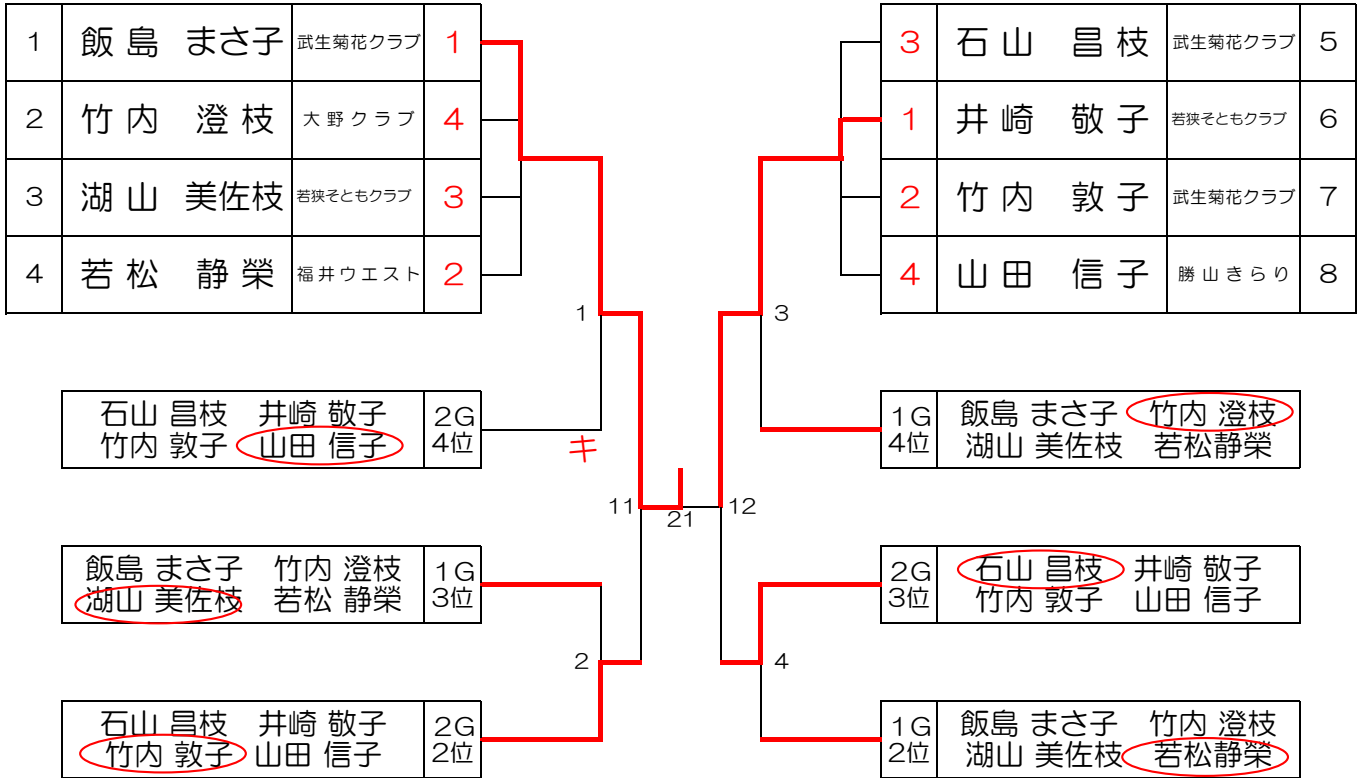 1 飯島 まさ子 武生菊花クラブ 1
2 竹内 澄枝 大野クラブ 4
3 湖山 美佐枝 若狭そともクラブ 3
4 若松 静榮 福井ウエスト 2
3 石山 昌枝 武生菊花クラブ 5
1 井崎 敬子 若狭そともクラブ 6
2 竹内 敦子 武生菊花クラブ 7
4 山田 信子 勝山きらり 8
1
3
石山 昌枝 井崎 敬子 2G
竹内 敦子 山田 信子 4位
キ
1G 飯島 まさ子 竹内 澄枝
4位 湖山 美佐枝 若松静榮
11
21
12
飯島 まさ子 竹内 澄枝 1G
湖山 美佐枝 若松 静榮 3位
2G 石山 昌枝 井崎 敬子
3位 竹内 敦子 山田 信子
2
4
石山 昌枝 井崎 敬子 2G
竹内 敦子 山田 信子 2位
1G 飯島 まさ子 竹内 澄枝
2位 湖山 美佐枝 若松静榮